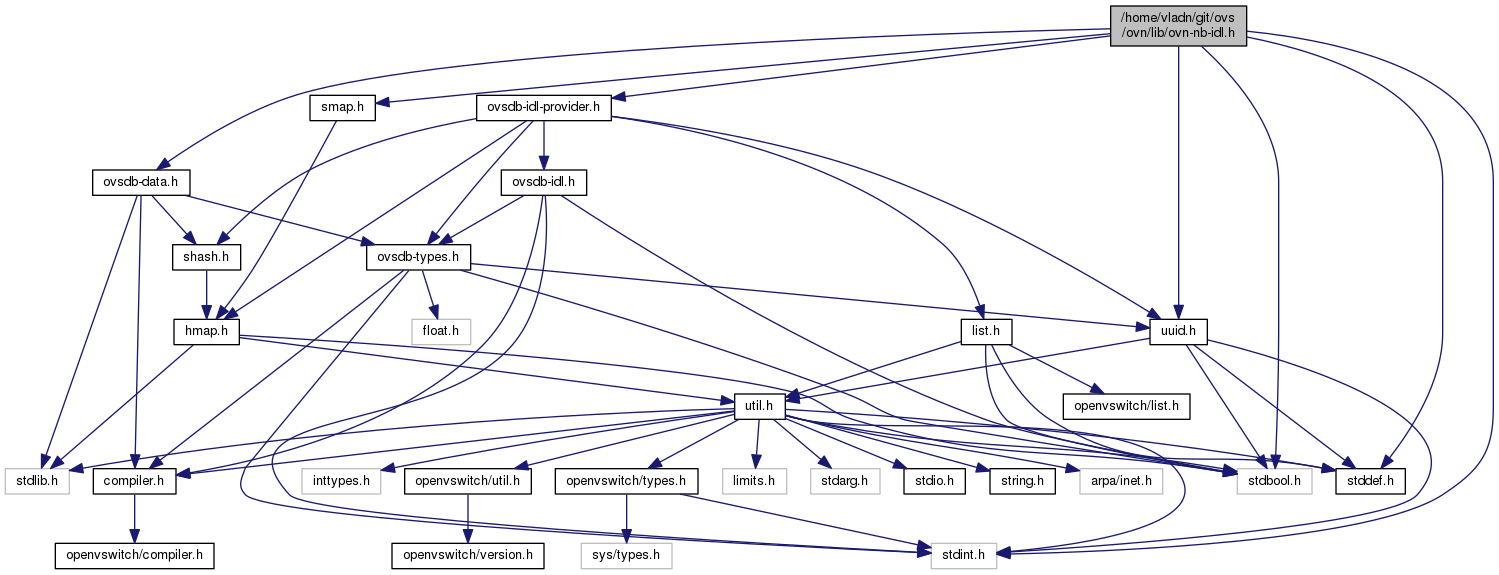 /home/vladn/git/ovs
/ovn/lib/ovn-nb-idl.h
smap.h
ovsdb-idl-provider.h
ovsdb-data.h
ovsdb-idl.h
shash.h
ovsdb-types.h
hmap.h
float.h
list.h
uuid.h
util.h
openvswitch/list.h
stdlib.h
compiler.h
inttypes.h
openvswitch/util.h
openvswitch/types.h
limits.h
stdarg.h
stdio.h
string.h
arpa/inet.h
stdbool.h
stddef.h
openvswitch/compiler.h
openvswitch/version.h
sys/types.h
stdint.h